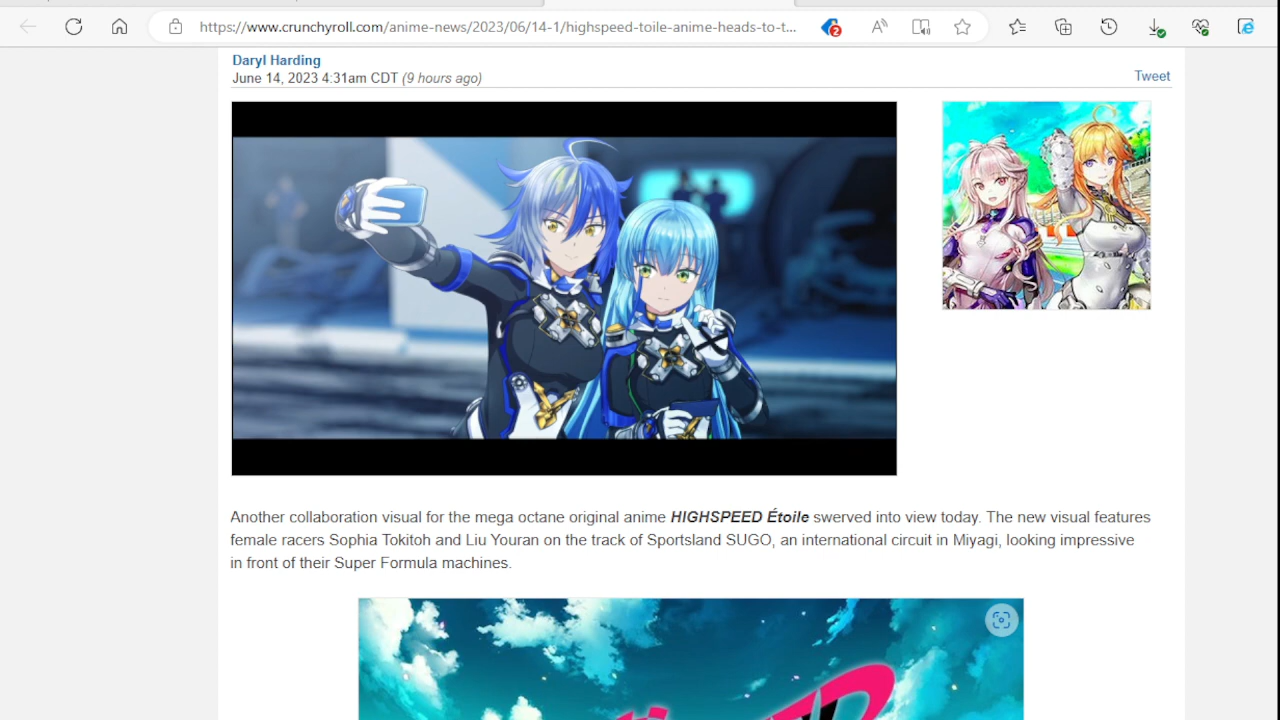 https://www.crunchyroll.com/anime-news/2023/06/14-1/highspeed-toile-anime-heads-to-t...
2
Daryl Harding
June 14, 2023 4:31am CDT (9 hours ago)
Tweet
Another collaboration visual for the mega octane original anime HIGHSPEED Étoile swerved into view today. The new visual features
female racers Sophia Tokitoh and Liu Youran on the track of Sportsland SUGO, an international circuit in Miyagi, looking impressive
in front of their Super Formula machines.